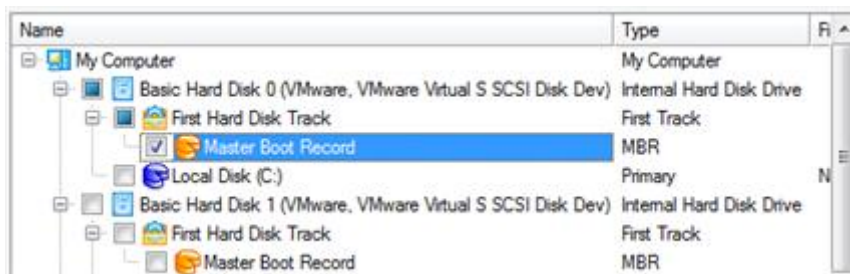 Name Type Fi
My Computer My Computer
Basic Hard Disk 0 (VMware, VMware Virtual S SCSI Disk Dev) Internal Hard Disk Drive
First Hard Disk Track First Track
Master Boot Record MBR
Local Disk (C:) Primary N
Basic Hard Disk 1 (VMware, VMware Virtual S SCSI Disk Dev) Internal Hard Disk Drive
First Hard Disk Track First Track
Master Boot Record MBR